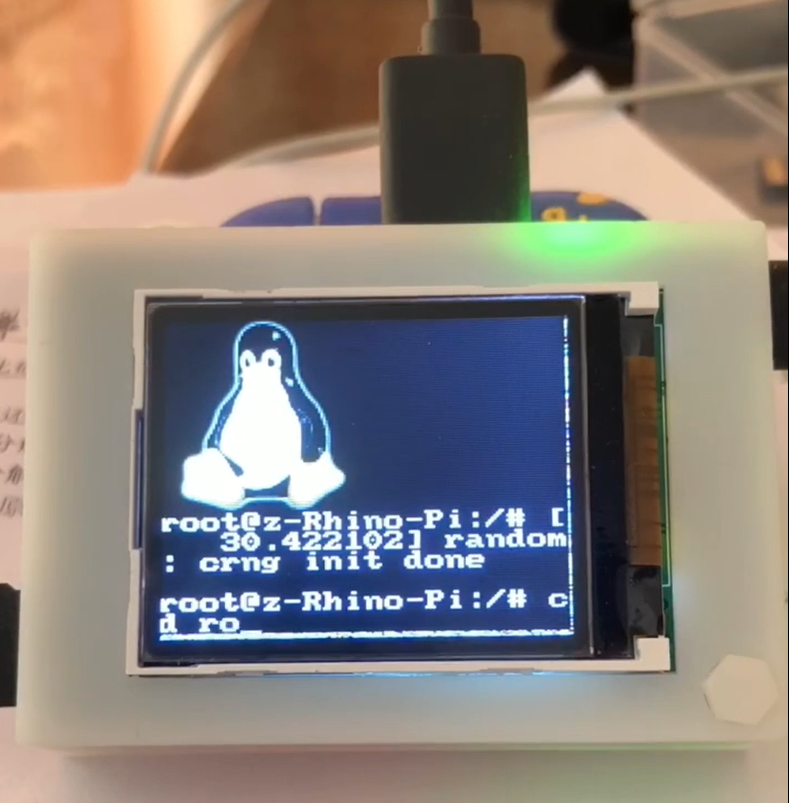 root@z-Rhino-Pi:/# [
30.422102] random
: crng init done
root@z-Rhino-Pi:/# c
d ro_